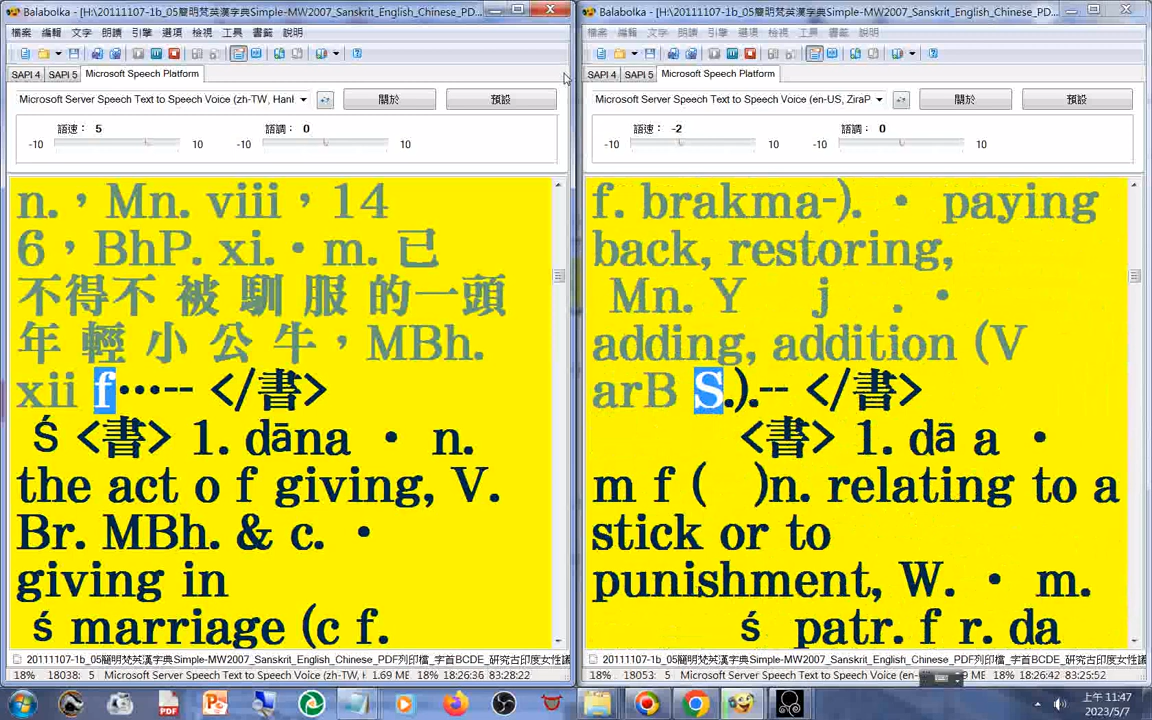 Balabolka - [H:\20111107-1b_05簡明梵英漢字典Simple-MW2007_Sanskrit_English_Chinese_PD...
檔案 編輯 文字 朗讀 引擎 選項 檢視 工具 書籤 說明
SAPI 4 SAPI 5 Microsoft Speech Platform
Microsoft Server Speech Text to Speech Voice (zh-TW, Hanl 關於 預設
語速： 5 語調： 0
-10 10 -10 10
n.，Mn. viii，14
6，BhP. xi.•m. 已
不得不 被 馴 服 的一頭
年 輕 小 公 牛，MBh.
xii f…-- </書>
Ś <書> 1. dāna • n.
the act o f giving, V.
Br. MBh. & c. •
giving in
ś marriage (c f.
20111107-1b_05簡明梵英漢字典Simple-MW2007_Sanskrit_English_Chinese_PDF列印檔_字首BCDE_研究古印度女性議
18% 18038: 5 Microsoft Server Speech Text to Speech Voice (zh-TW, H 1.69 ME 18% 18:26:36 83:28:22
Balabolka - [H:\20111107-1b_05簡明梵英漢字典Simple-MW2007_Sanskrit_English_Chinese_PD...
檔案 編輯 文字 朗讀 引擎 選項 檢視 工具 書籤 說明
SAPI 4 SAPI 5 Microsoft Speech Platform
Microsoft Server Speech Text to Speech Voice (en-US, ZiraP 關於 預設
語速： -2 語調： 0
-10 10 -10 10
f. brakma-). • paying
back, restoring,
Mn. Y j . •
adding, addition (V
arB S.).-- </書>
<書> 1. dā a •
m f ( )n. relating to a
stick or to
punishment, W. • m.
ś patr. f r. da
20111107-1b_05簡明梵英漢字典Simple-MW2007_Sanskrit_English_Chinese_PDF列印檔_字首BCDE_研究古印度女性議
18% 18053: 5 Microsoft Server Speech Text to Speech Voice (en- 9 ME 18% 18:26:42 83:25:52
上午 11:47
2023/5/7